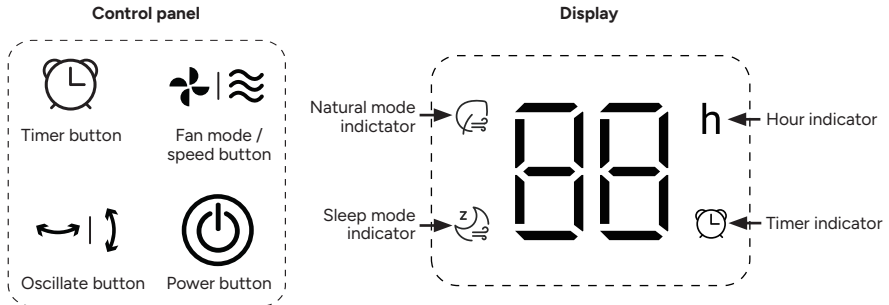 Control panel
Timer button
Fan mode /
speed button
Oscillate button
Power button
Display
Natural mode
indictator
Sleep mode
indicator
z
88
h
Hour indicator
Timer indicator